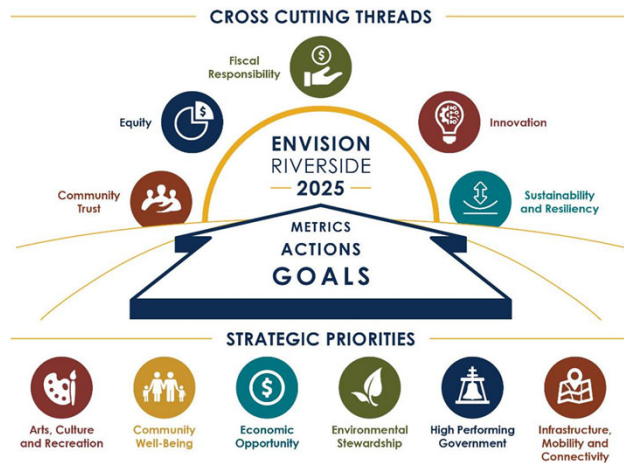 CROSS CUTTING THREADS
Fiscal
Responsibility
$
Equity
$
Innovation
Community
Trust
Sustainability
and Resiliency
ENVISION
RIVERSIDE
2025
METRICS
ACTIONS
GOALS
STRATEGIC PRIORITIES
$
Arts, Culture
and Recreation
Community
Well-Being
Economic
Opportunity
Environmental
Stewardship
High Performing
Government
Infrastructure,
Mobility and
Connectivity